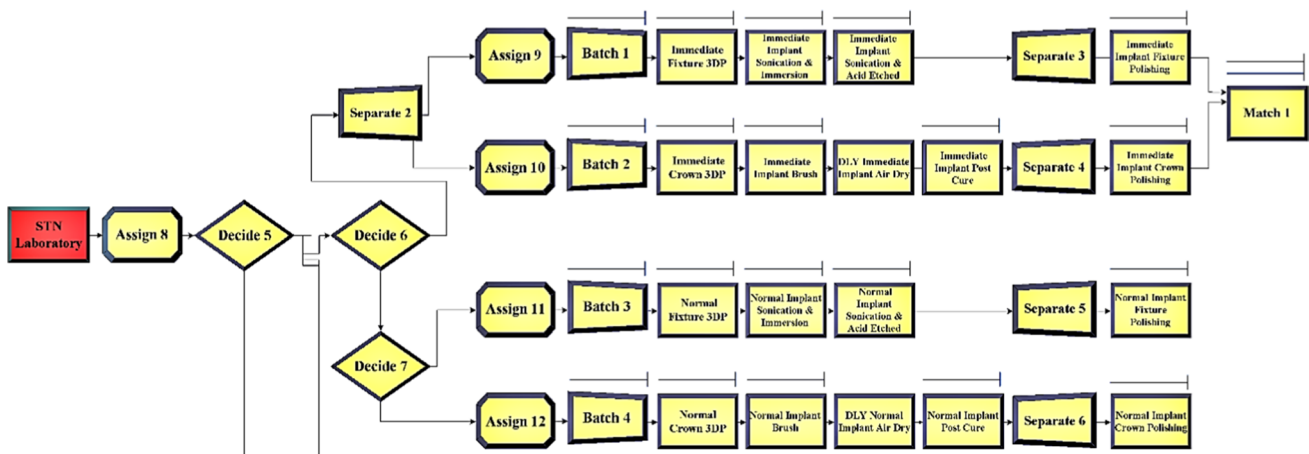 Assign 9
Batch 1
Immediate
Fixture 3DP
Immediate
Implant
Sonication &
Immersion
Immediate
Implant
Sonication &
Acid Etched
Separate 3
Immediate
Implant Fixture
Polishing
Separate 2
Match 1
Assign 10
Batch 2
Immediate
Crown 3DP
Immediate
Implant Brush
DLY Immediate
Implant Air Dry
Immediate
Implant Post
Cure
Separate 4
Immediate
Implant Crown
Polishing
STN
Laboratory
Assign 8
Decide 5
Decide 6
Assign 11
Batch 3
Normal
Fixture 3DP
Normal Implant
Sonication &
Immersion
Normal
Implant
Sonication &
Acid Etched
Separate 5
Normal Implant
Fixture
Polishing
Decide 7
Assign 12
Batch 4
Normal
Crown 3DP
Normal Implant
Brush
DLY Normal
Implant Air Dry
Normal Implant
Post Cure
Separate 6
Normal Implant
Crown Polishing